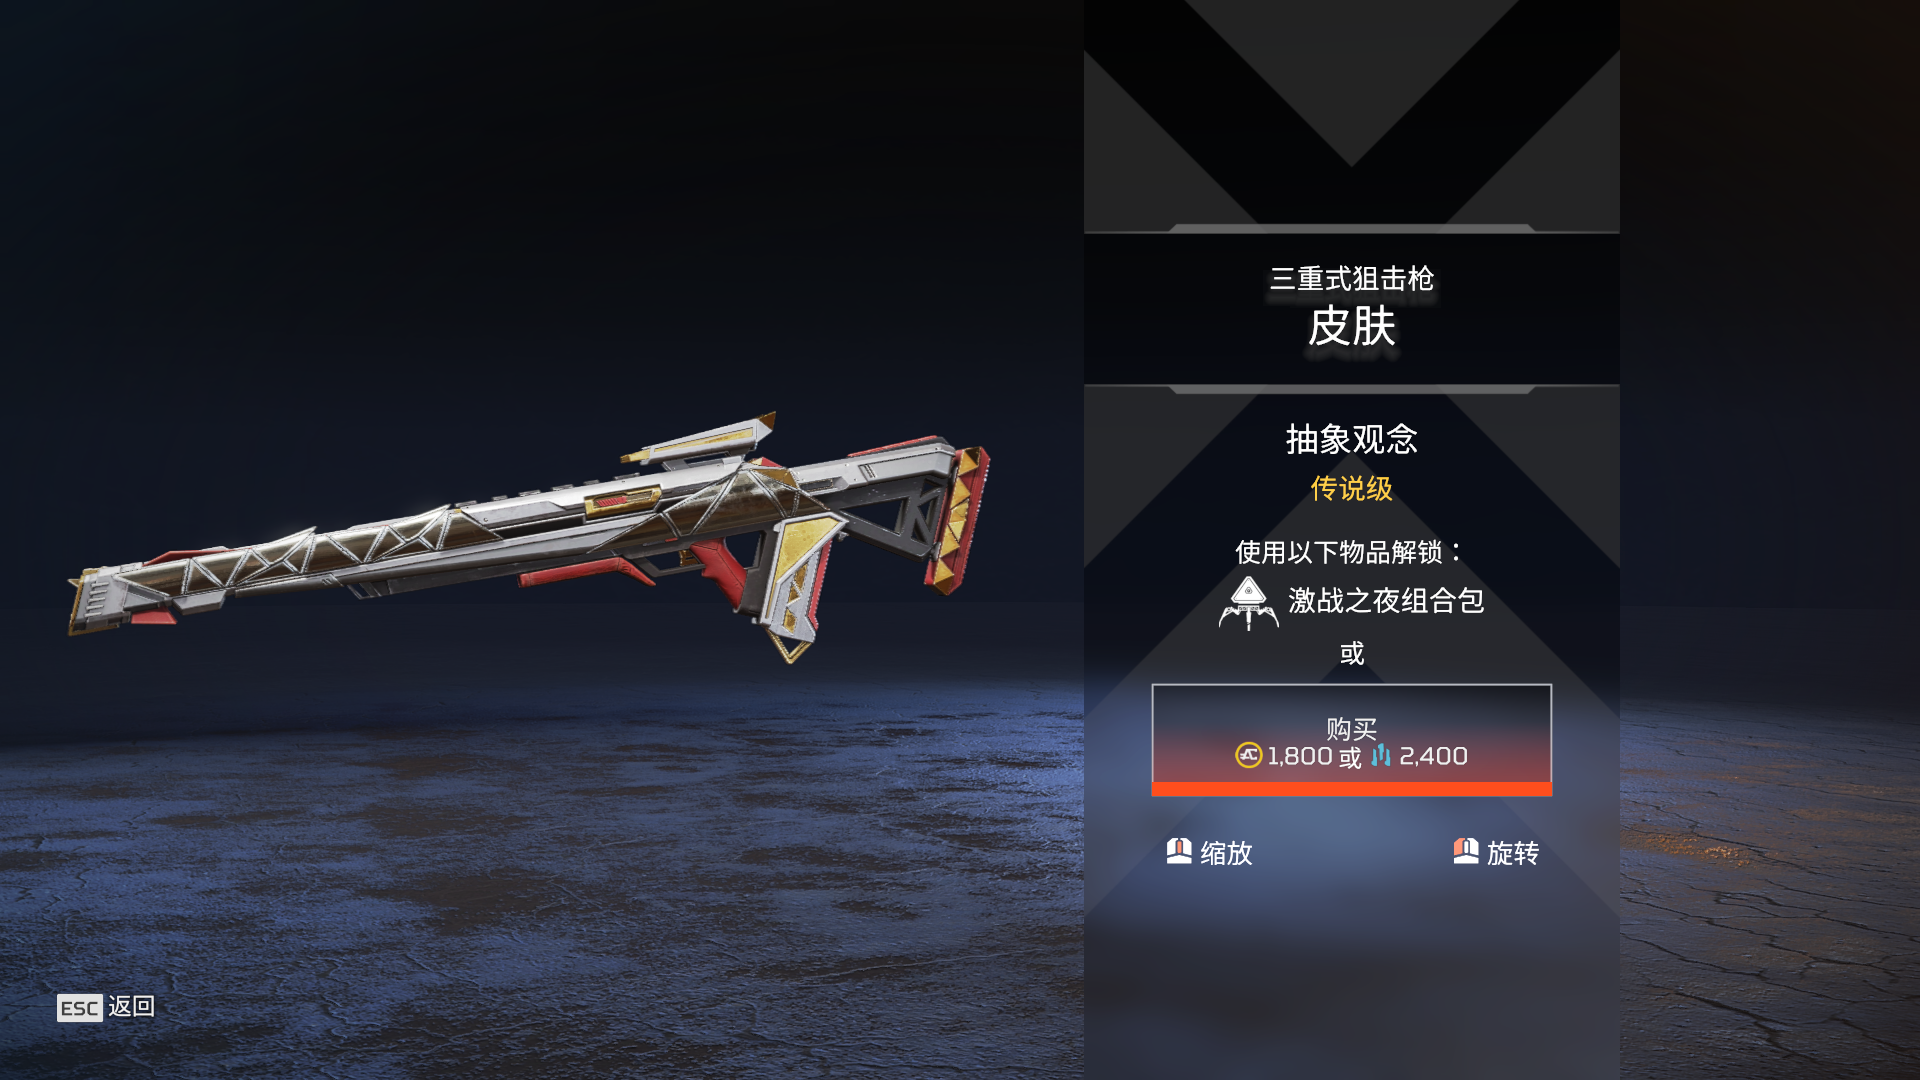 三重式狙击枪
皮肤
抽象观念
传说级
使用以下物品解锁：
激战之夜组合包
或
购买
1,800 或 2,400
缩放
旋转
ESC 返回